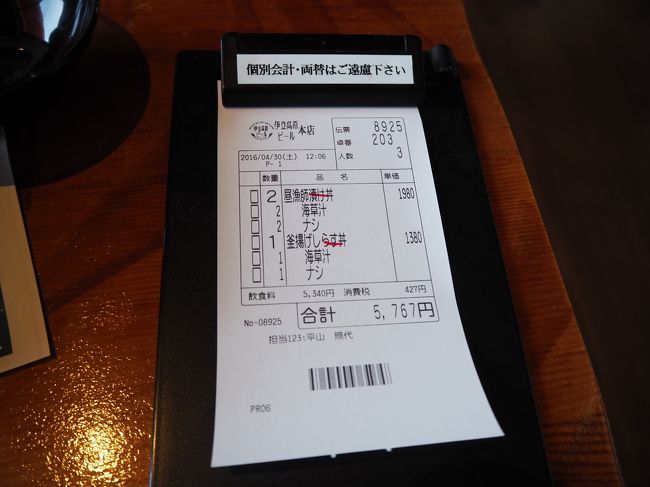 個別会計・両替はご遠慮下さい
伊豆高原ビール 本店
伝票 8925
卓番 203
人数 3
2016/04/30(土) 12:06
P- 1
数量 品 名 単価
2 昼漁師漬け丼 1980
2 海草汁
2 ナシ
1 釜揚げしらす丼 1380
1 海草汁
1 ナシ
飲食料 5,340円 消費税 427円
No-08925 合計 5,767円
担当123:平山 照代
PR06